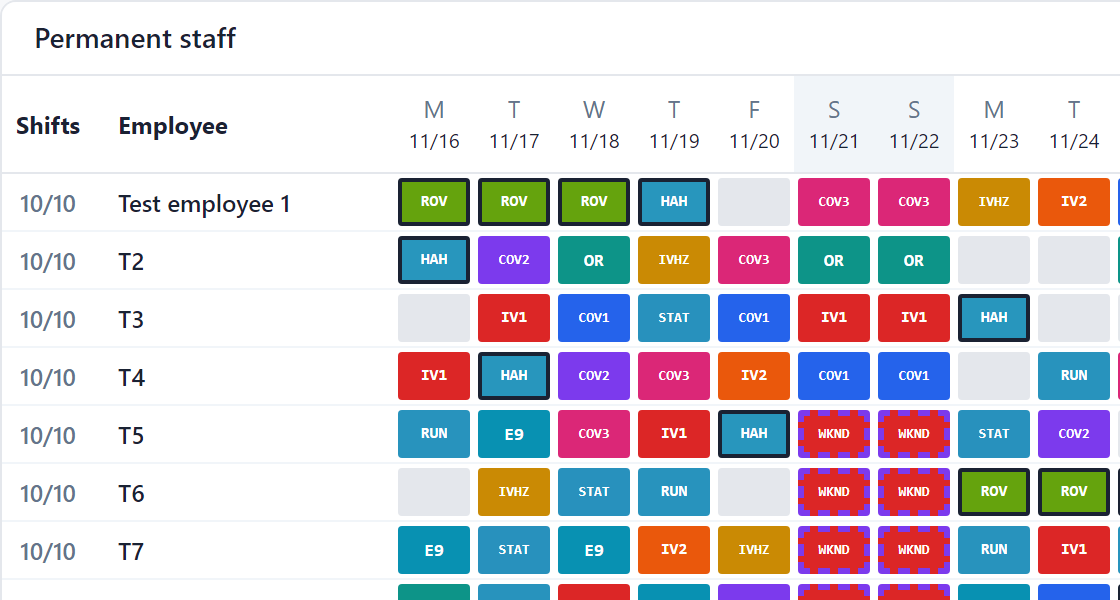 Permanent staff
Shifts Employee M T W T F S S M T
11/16 11/17 11/18 11/19 11/20 11/21 11/22 11/23 11/24
10/10 Test employee 1 ROV ROV ROV HAH COV3 COV3 IVHZ IV2
10/10 T2 HAH COV2 OR IVHZ COV3 OR OR
10/10 T3 IV1 COV1 STAT COV1 IV1 IV1 HAH
10/10 T4 IV1 HAH COV2 COV3 IV2 COV1 COV1 RUN
10/10 T5 RUN E9 COV3 IV1 HAH WKND WKND STAT COV2
10/10 T6 IVHZ STAT RUN WKND WKND ROV ROV
10/10 T7 E9 STAT E9 IV2 IVHZ WKND WKND RUN IV1